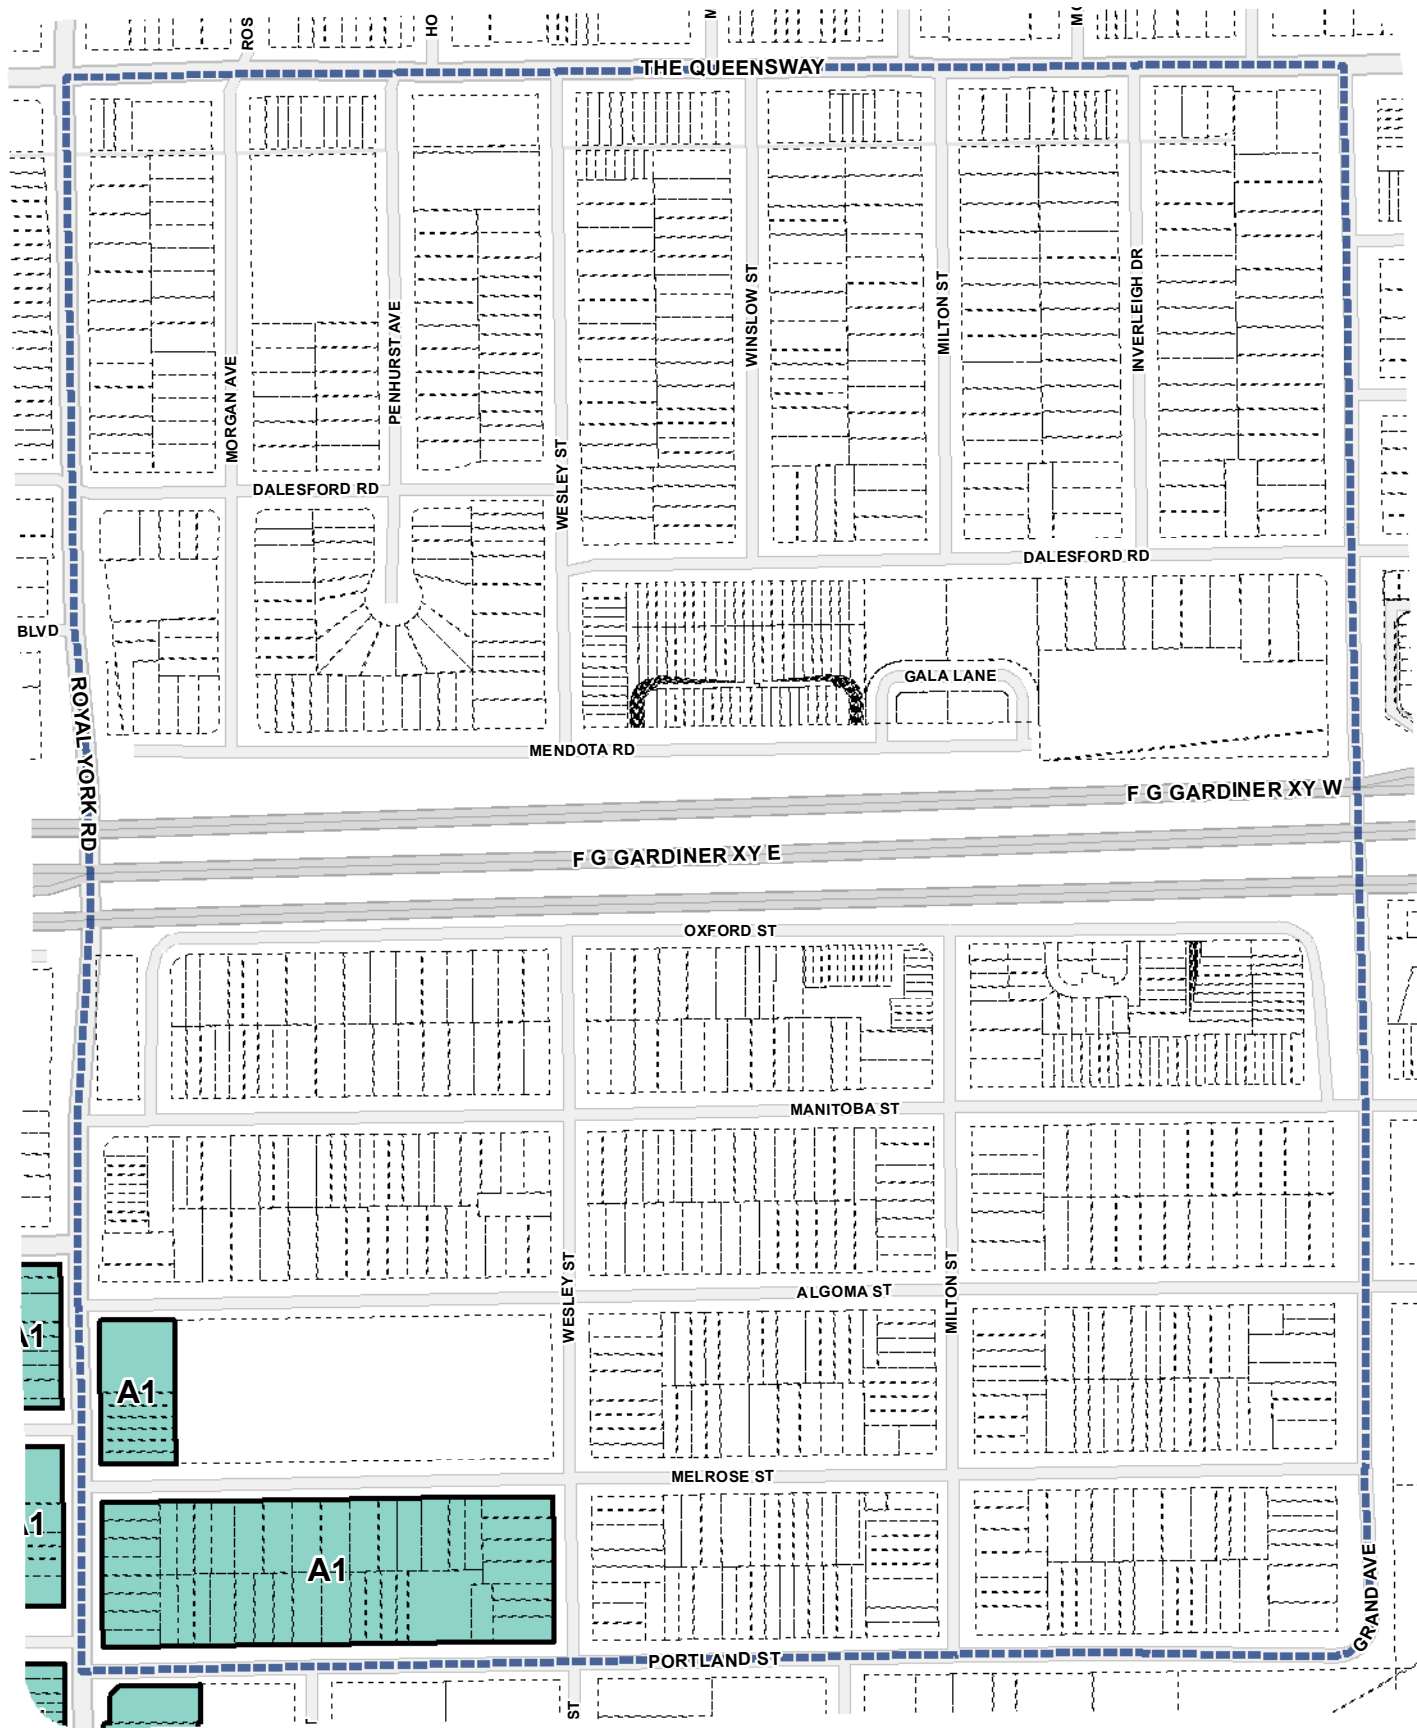 ROS
HO
THE QUEENSWAY
WINSLOW ST
MILTON ST
INVERLEIGH DR
PENHURST AVE
MORGAN AVE
WESLEY ST
DALESFORD RD
DALESFORD RD
BLVD
GALA LANE
ROYAL YORK RD
MENDOTA RD
F G GARDINER XY W
F G GARDINER XY E
OXFORD ST
MANITOBA ST
WESLEY ST
MILTON ST
ALGOMA ST
A1
A1
MELROSE ST
A1
A1
GRAND AVE
PORTLAND ST
ST